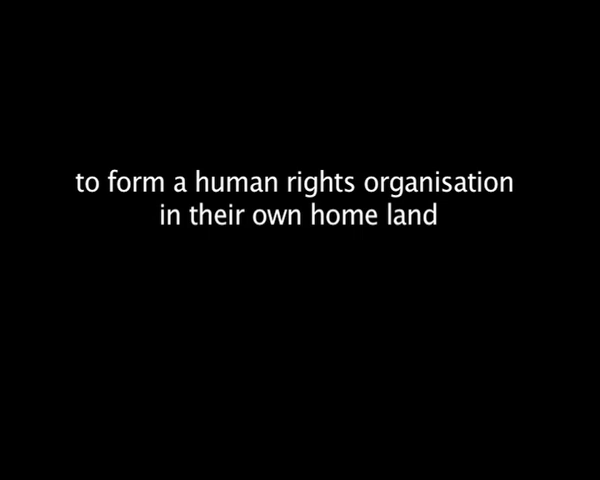 to form a human rights organisation
in their own home land